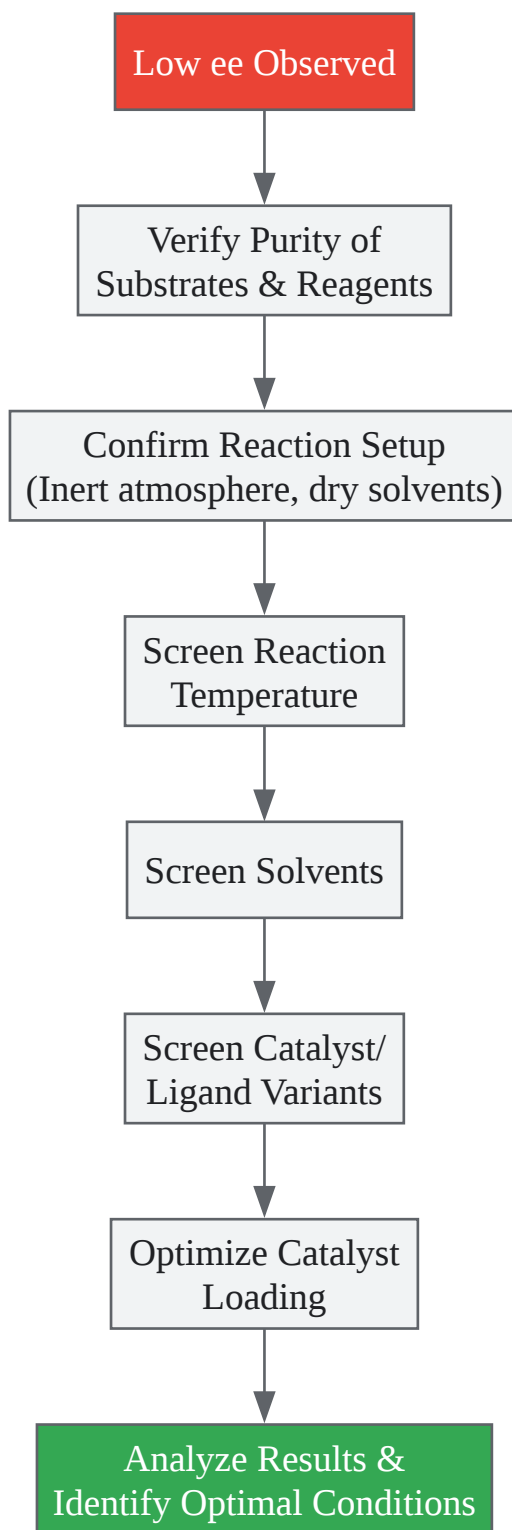 Low ee Observed
Verify Purity of
Substrates & Reagents
Confirm Reaction Setup
(Inert atmosphere, dry solvents)
Screen Reaction
Temperature
Screen Solvents
Screen Catalyst/
Ligand Variants
Optimize Catalyst
Loading
Analyze Results &
Identify Optimal Conditions